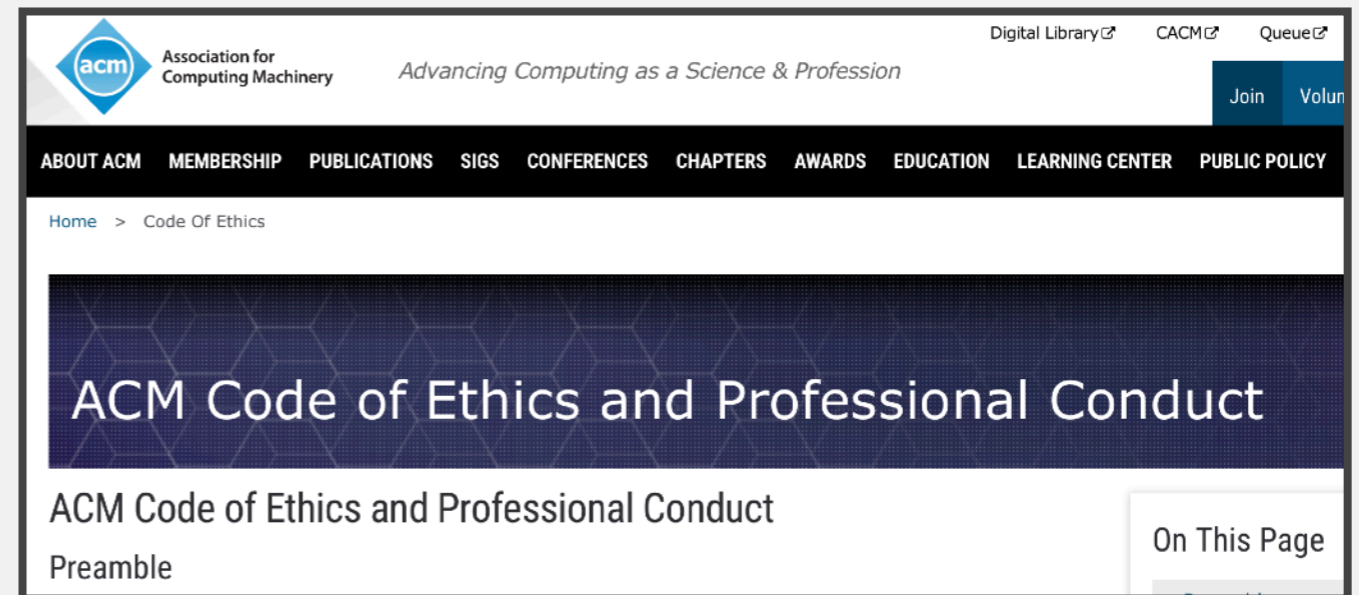 Digital Library CACM Queue
acm
Association for
Computing Machinery
Advancing Computing as a Science & Profession
Join
ABOUT ACM MEMBERSHIP PUBLICATIONS SIGS CONFERENCES CHAPTERS AWARDS EDUCATION LEARNING CENTER PUBLIC POLICY
Home > Code Of Ethics
ACM Code of Ethics and Professional Conduct
ACM Code of Ethics and Professional Conduct
Preamble
On This Page